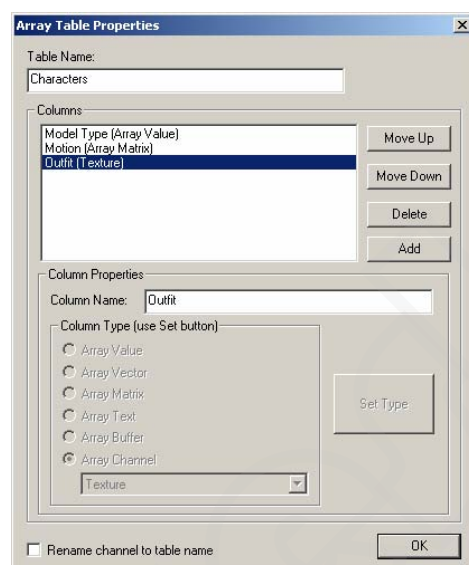 Array Table Properties
Table Name:
Characters
Columns
Model Type (Array Value)
Motion (Array Matrix)
Outfit (Texture)
Move Up
Move Down
Delete
Add
Column Properties
Column Name: Outfit
Column Type (use Set button)
Array Value
Array Vector
Array Matrix
Array Text
Array Buffer
Array Channel
Texture
Set Type
Rename channel to table name
OK